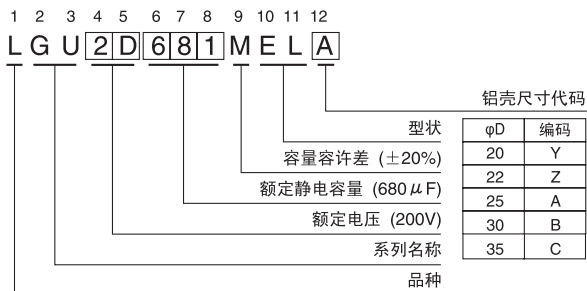 1 2 3 4 5 6 7 8 9 10 11 12
L G U 2 D 6 8 1 M E L A
铝壳尺寸代码
型状
容量容许差 (±20%)
额定静电容量 (680μF)
额定电压 (200V)
系列名称
品种
φD 编码
20 Y
22 Z
25 A
30 B
35 C